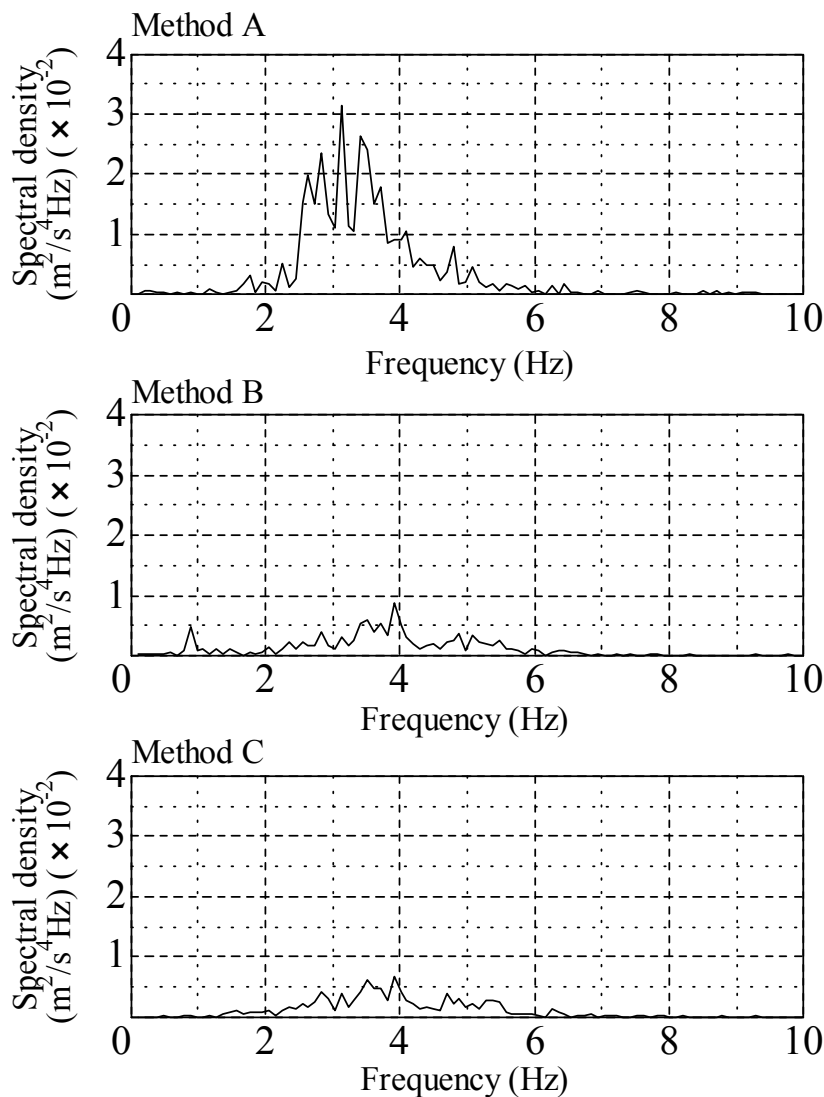 Method A
Spectral density
(m²/s⁴Hz) (×10⁻²)
4
3
2
1
0 2 4 6 8 10
Frequency (Hz)
Method B
Spectral density
(m²/s⁴Hz) (×10⁻²)
4
3
2
1
0 2 4 6 8 10
Frequency (Hz)
Method C
Spectral density
(m²/s⁴Hz) (×10⁻²)
4
3
2
1
0 2 4 6 8 10
Frequency (Hz)